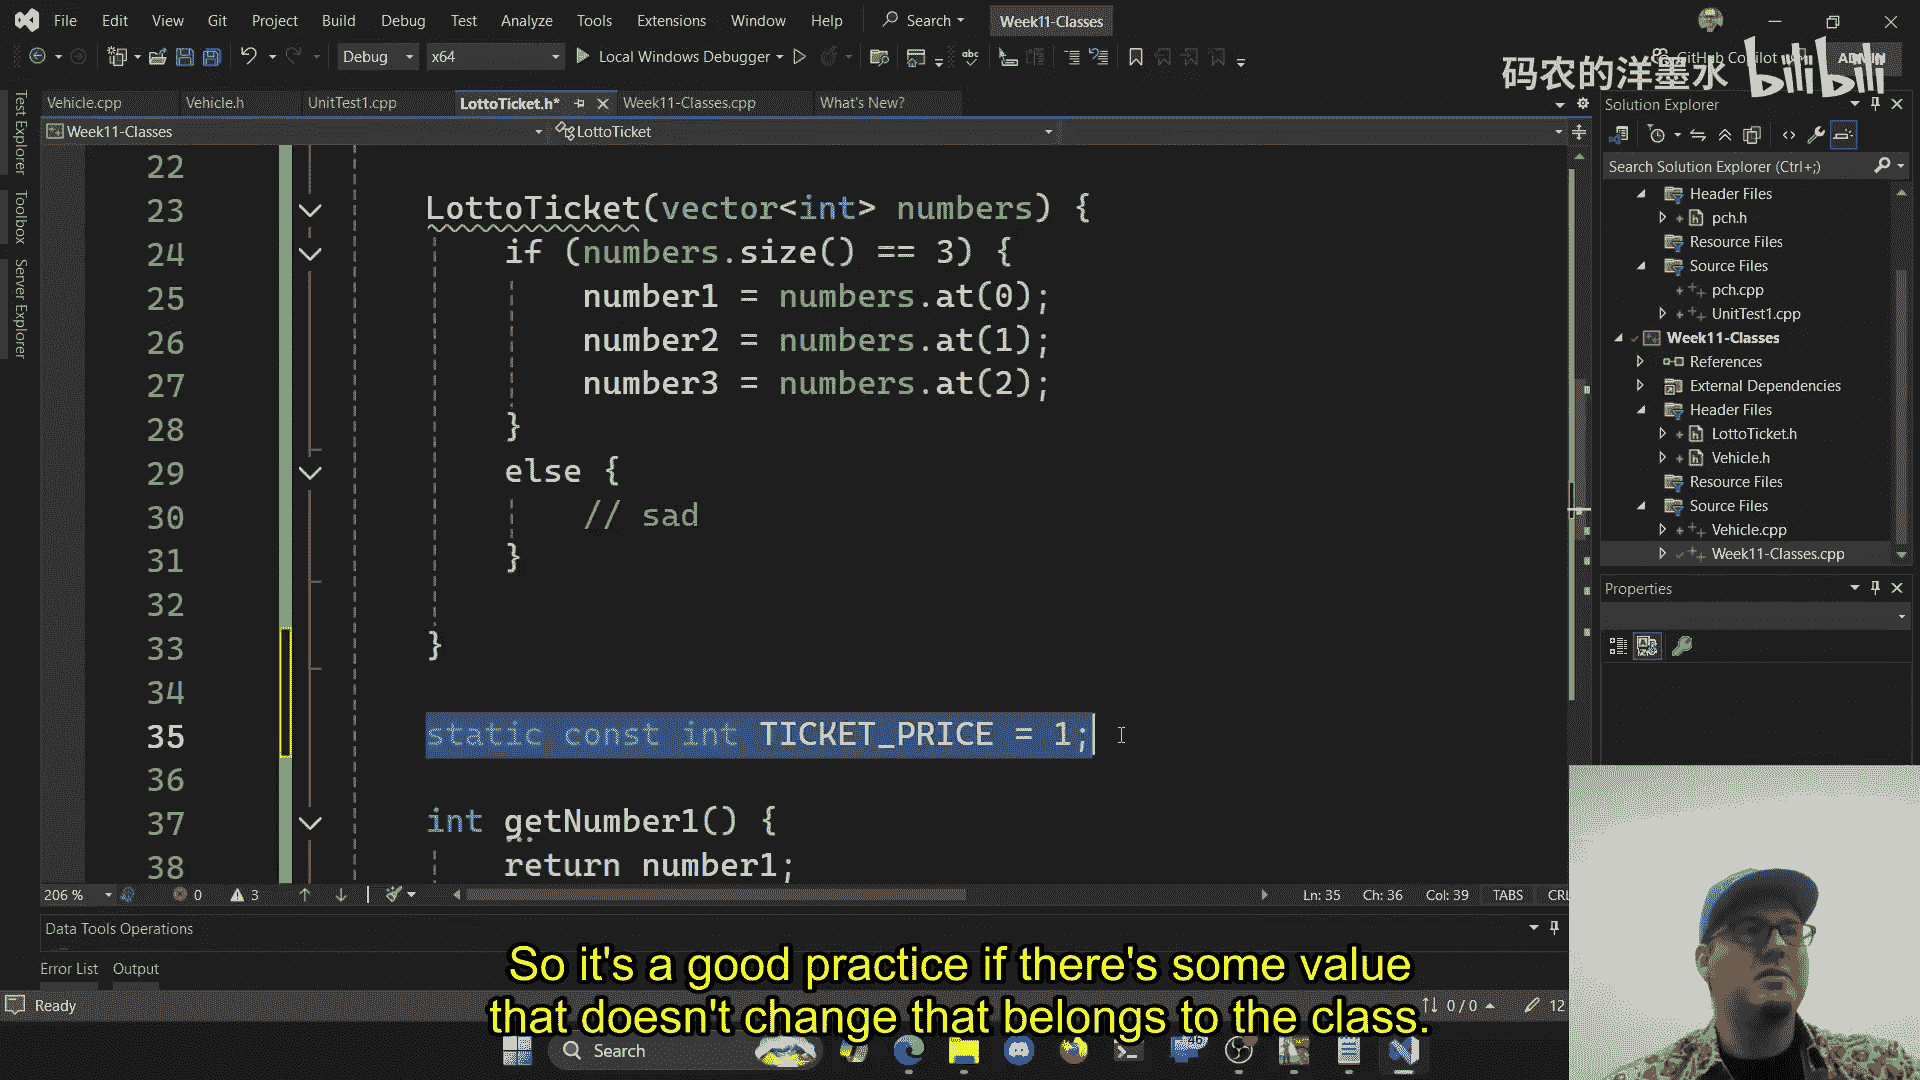 File Edit View Git Project Build Debug Test Analyze Tools Extensions Window Help Search Week11-Classes
Debug x64 Local Windows Debugger GitHub Copilot ADMIN
码农的洋墨水 bilibili
Vehicle.cpp Vehicle.h UnitTest1.cpp LottoTicket.h* Week11-Classes.cpp What's New?
Week11-Classes LottoTicket
Test Explorer
Toolbox
Server Explorer
22
23 LottoTicket(vector<int> numbers) {
24 if (numbers.size() == 3) {
25 number1 = numbers.at(0);
26 number2 = numbers.at(1);
27 number3 = numbers.at(2);
28 }
29 else {
30 // sad
31 }
32
33 }
34
35 static const int TICKET_PRICE = 1;
36
37 int getNumber1() {
38 return number1;
206 % 0 3 Ln: 35 Ch: 36 Col: 39 TABS CRL
Data Tools Operations
Error List Output
Ready 0 / 0 12
Solution Explorer
Search Solution Explorer (Ctrl+;)
Header Files
pch.h
Resource Files
Source Files
pch.cpp
UnitTest1.cpp
Week11-Classes
References
External Dependencies
Header Files
LottoTicket.h
Vehicle.h
Resource Files
Source Files
Vehicle.cpp
Week11-Classes.cpp
Properties
So it's a good practice if there's some value
that doesn't change that belongs to the class.
Search